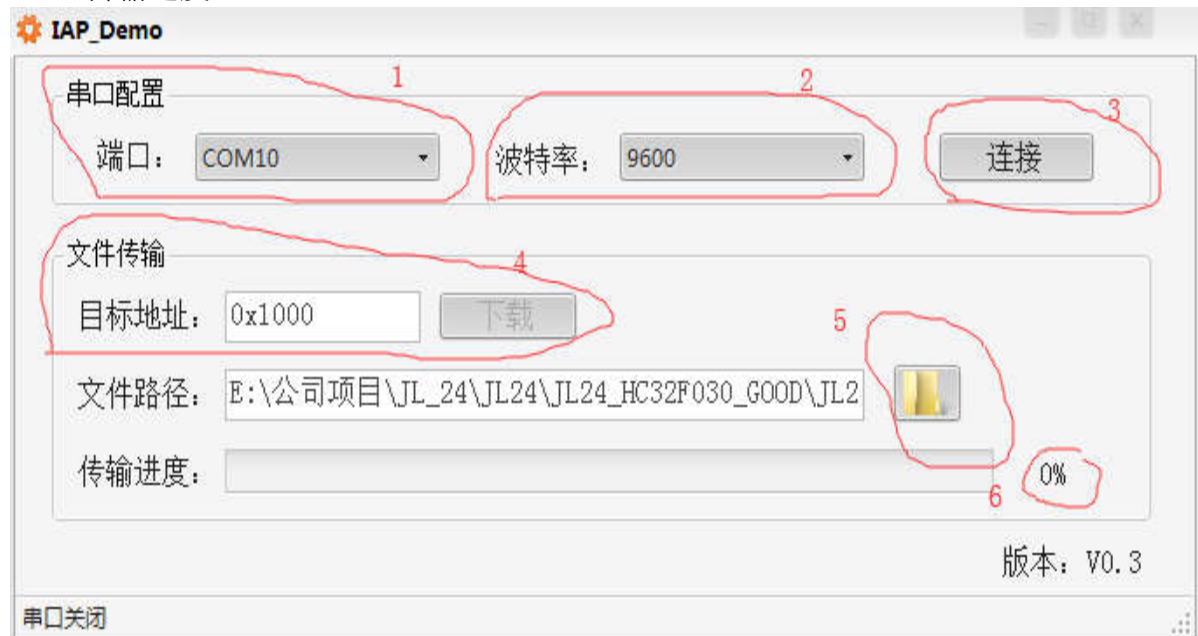 IAP_Demo
串口配置
1
2
3
端口： COM10
波特率： 9600
连接
文件传输
4
目标地址： 0x1000
下载
5
文件路径： E:\公司项目\JL_24\JL24\JL24_HC32F030_GOOD\JL2
传输进度：
0%
6
版本：V0.3
串口关闭